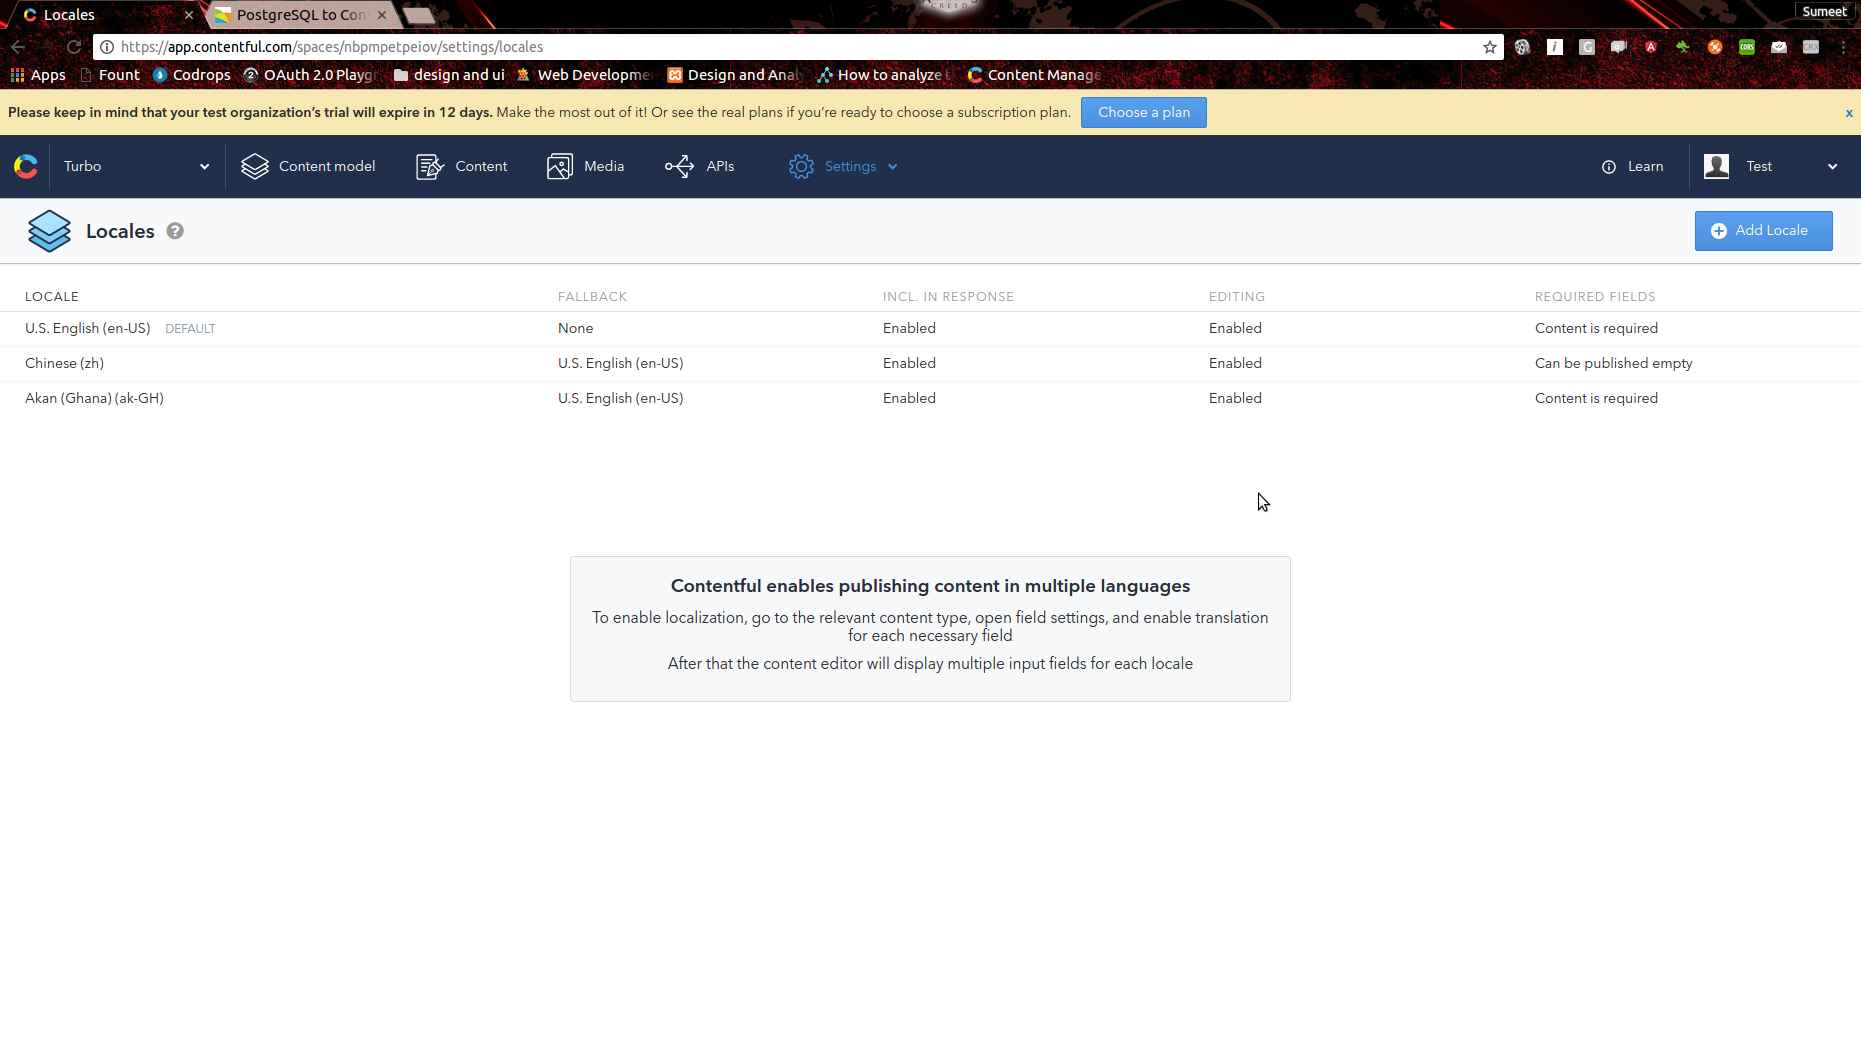 Locales
PostgreSQL to Con
CREED
Sumeet
https://app.contentful.com/spaces/nbpmpetpeiov/settings/locales
Apps Fount Codrops OAuth 2.0 Playg design and ui Web Developme Design and Anal How to analyze Content Manage
Please keep in mind that your test organization's trial will expire in 12 days. Make the most out of it! Or see the real plans if you're ready to choose a subscription plan. Choose a plan x
Turbo Content model Content Media APIs Settings Learn Test
Locales ? Add Locale
LOCALE FALLBACK INCL. IN RESPONSE EDITING REQUIRED FIELDS
U.S. English (en-US) DEFAULT None Enabled Enabled Content is required
Chinese (zh) U.S. English (en-US) Enabled Enabled Can be published empty
Akan (Ghana) (ak-GH) U.S. English (en-US) Enabled Enabled Content is required
Contentful enables publishing content in multiple languages
To enable localization, go to the relevant content type, open field settings, and enable translation
for each necessary field
After that the content editor will display multiple input fields for each locale